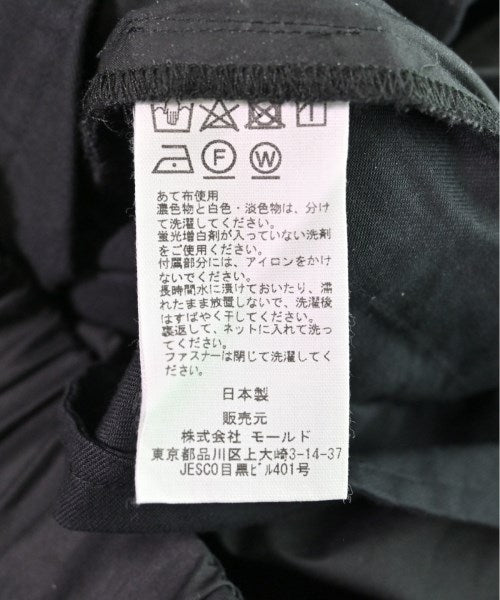 F W
あて布使用
濃色物と白色・淡色物は、分け
て洗濯してください。
蛍光増白剤が入っていない洗剤
をご使用ください。
付属部分には、アイロンをかけ
ないでください。
長時間水に漬けておいたり、濡
れたまま放置しないで、洗濯後
はすばやく干してください。
裏返して、ネットに入れて洗っ
てください。
ファスナーは閉じて洗濯してく
ださい。
日本製
販売元
株式会社 モールド
東京都品川区上大崎3-14-37
JESCO目黒ﾋﾞﾙ401号